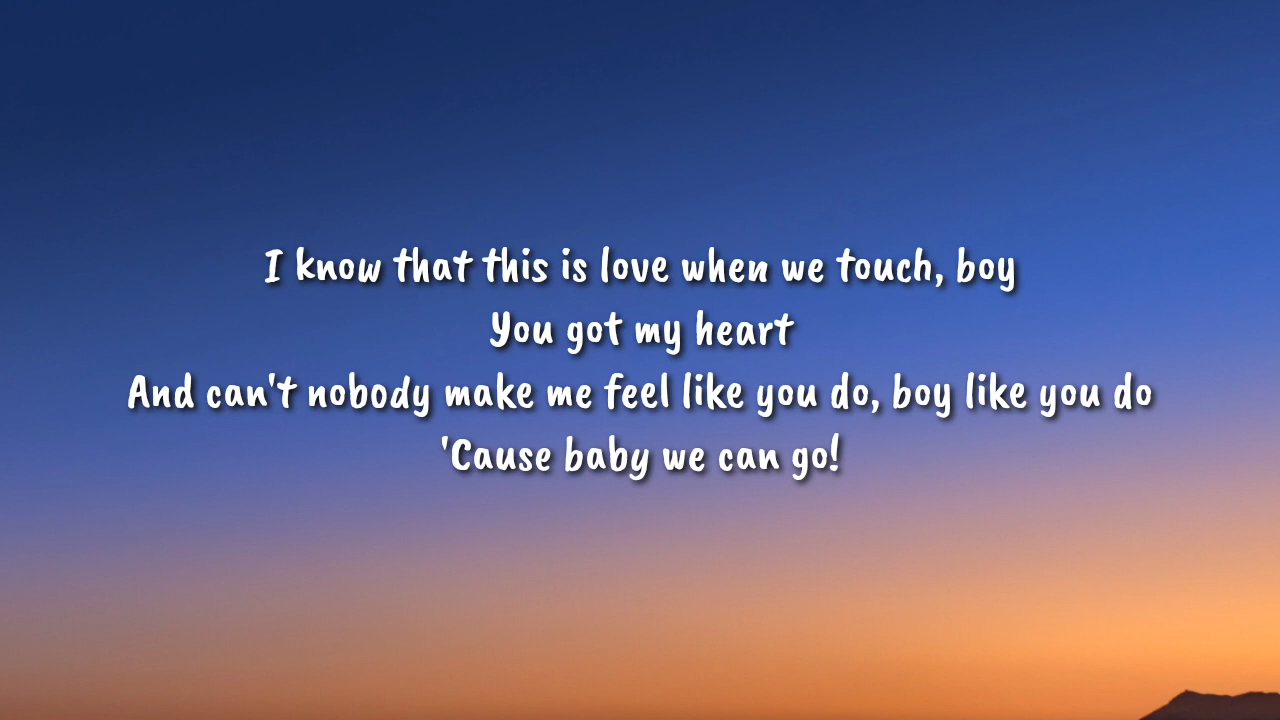 I know that this is love when we touch, boy
You got my heart
And can't nobody make me feel like you do, boy like you do
'Cause baby we can go!